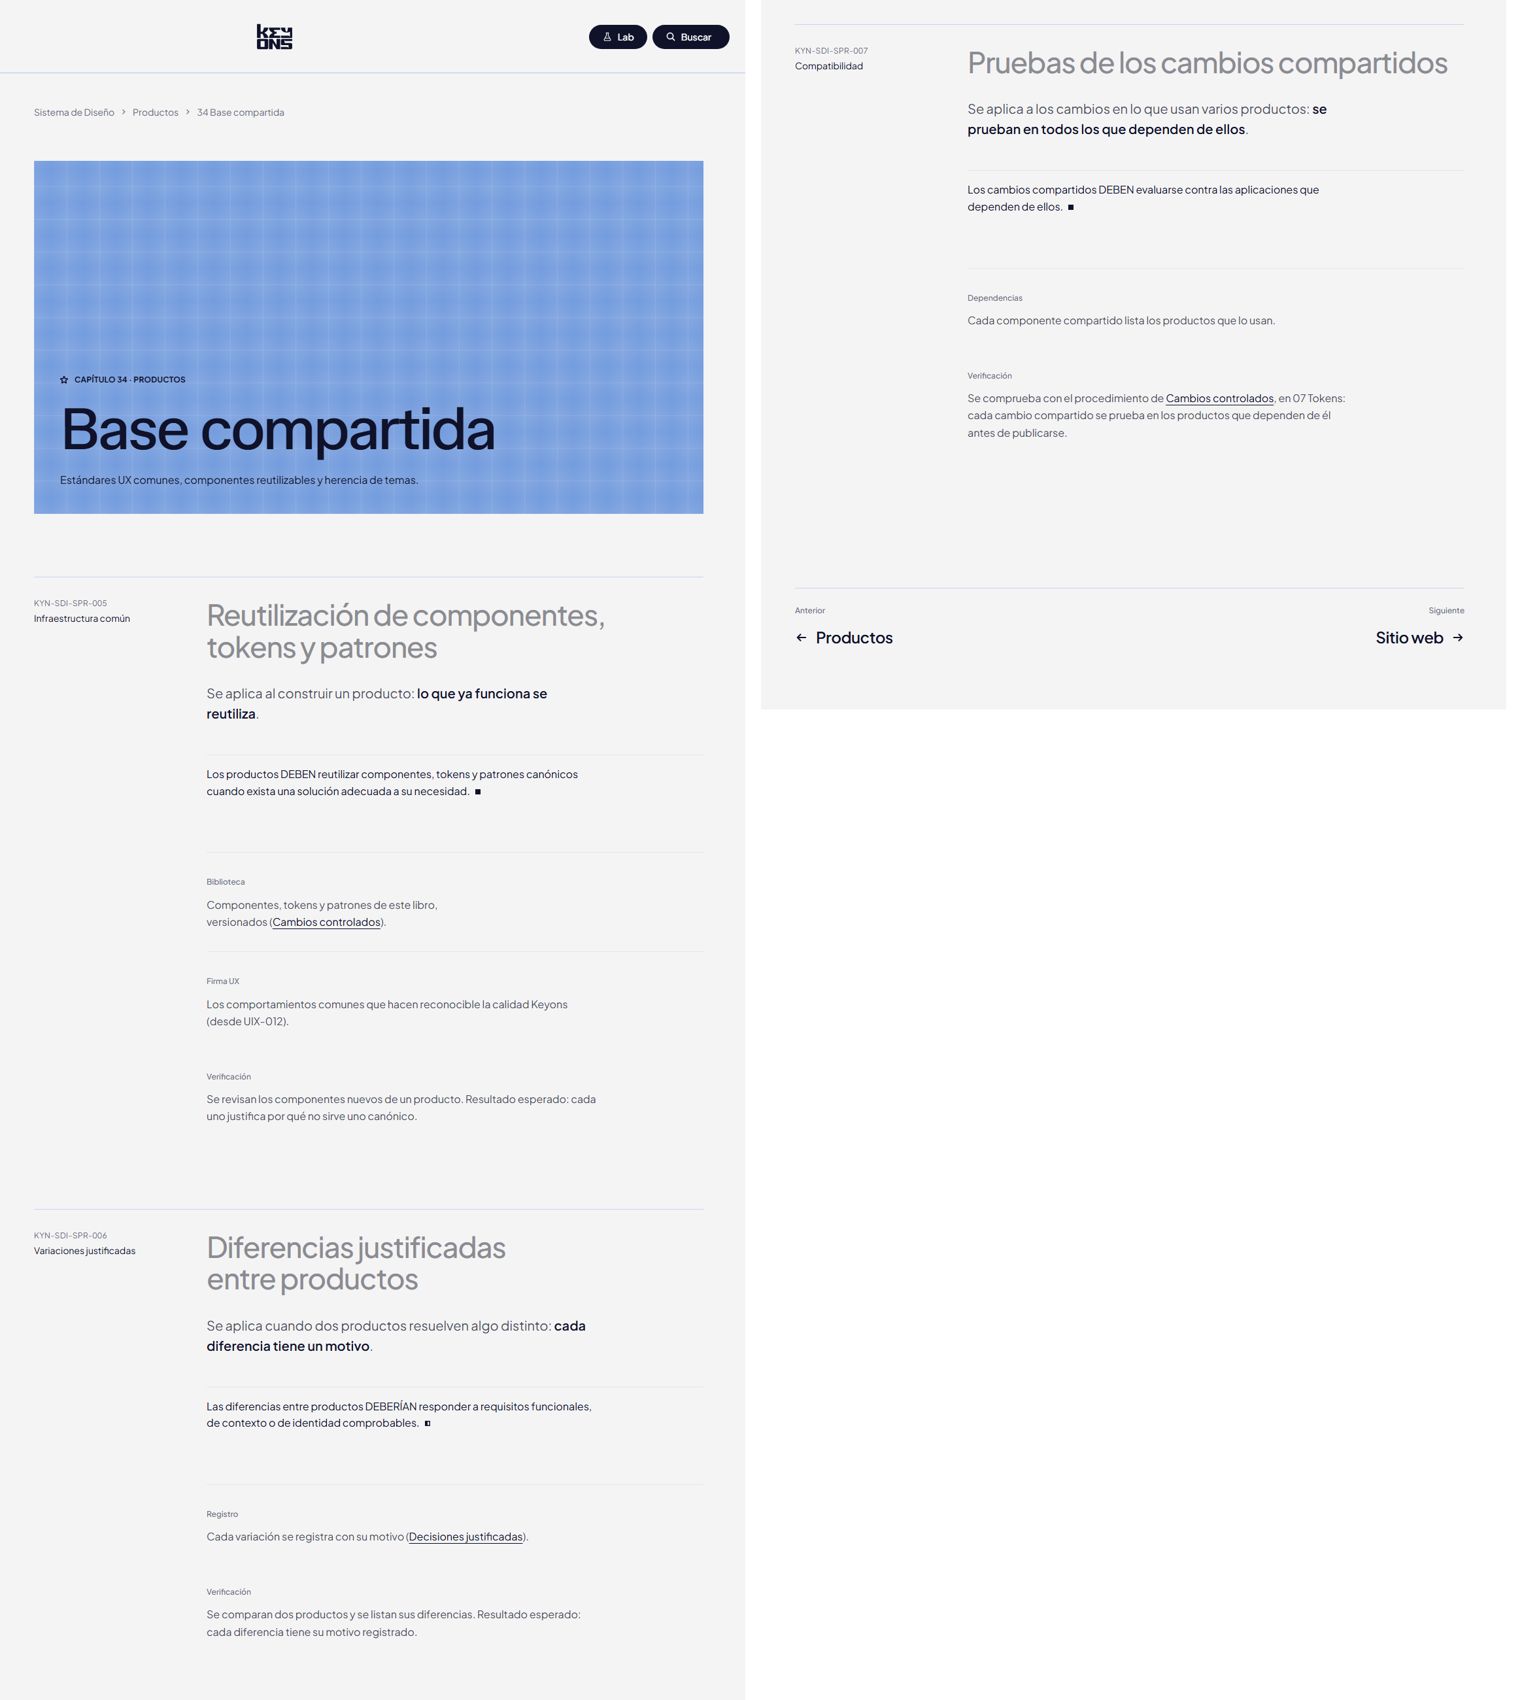 KEY
ONS
Lab
Buscar
Sistema de Diseño > Productos > 34 Base compartida
CAPÍTULO 34 · PRODUCTOS
Base compartida
Estándares UX comunes, componentes reutilizables y herencia de temas.
KYN-SDI-SPR-005
Infraestructura común
Reutilización de componentes,
tokens y patrones
Se aplica al construir un producto: lo que ya funciona se
reutiliza.
Los productos DEBEN reutilizar componentes, tokens y patrones canónicos
cuando exista una solución adecuada a su necesidad.
Biblioteca
Componentes, tokens y patrones de este libro,
versionados (Cambios controlados).
Firma UX
Los comportamientos comunes que hacen reconocible la calidad Keyons
(desde UIX-012).
Verificación
Se revisan los componentes nuevos de un producto. Resultado esperado: cada
uno justifica por qué no sirve uno canónico.
KYN-SDI-SPR-006
Variaciones justificadas
Diferencias justificadas
entre productos
Se aplica cuando dos productos resuelven algo distinto: cada
diferencia tiene un motivo.
Las diferencias entre productos DEBERÍAN responder a requisitos funcionales,
de contexto o de identidad comprobables.
Registro
Cada variación se registra con su motivo (Decisiones justificadas).
Verificación
Se comparan dos productos y se listan sus diferencias. Resultado esperado:
cada diferencia tiene su motivo registrado.
KYN-SDI-SPR-007
Compatibilidad
Pruebas de los cambios compartidos
Se aplica a los cambios en lo que usan varios productos: se
prueban en todos los que dependen de ellos.
Los cambios compartidos DEBEN evaluarse contra las aplicaciones que
dependen de ellos.
Dependencias
Cada componente compartido lista los productos que lo usan.
Verificación
Se comprueba con el procedimiento de Cambios controlados, en 07 Tokens:
cada cambio compartido se prueba en los productos que dependen de él
antes de publicarse.
Anterior
← Productos
Siguiente
Sitio web →